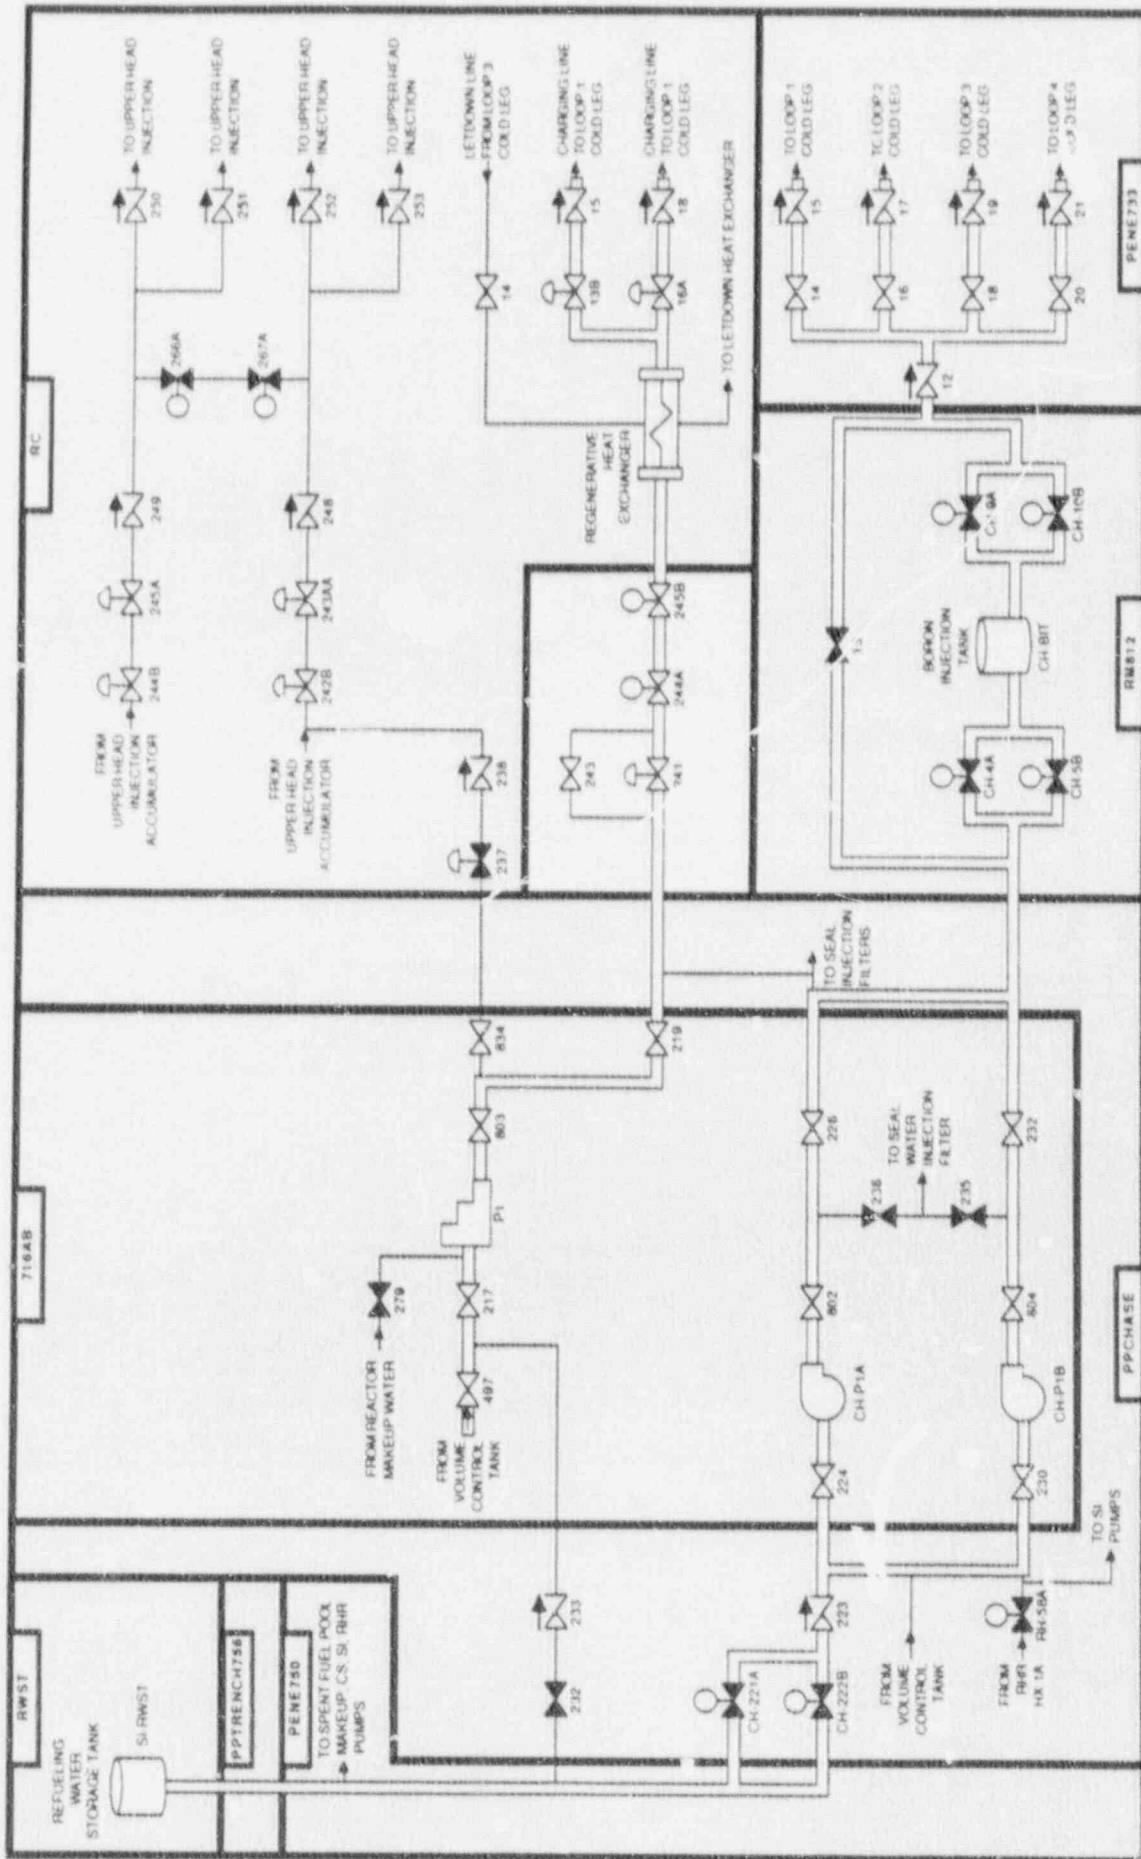 RWST
REFUELING
WATER
STORAGE TANK
SI RWST
PPTRENCH756
PENE750
TO SPENT FUEL POOL
MAKEUP, CS, SI, RHR
PUMPS
232
233
CH-221A
CH-222B
223
FROM
VOLUME
CONTROL
TANK
FROM
RHR
HX 1A
RH-58A
TO SI
PUMPS
716AB
FROM REACTOR
MAKEUP WATER
279
FROM
VOLUME
CONTROL
TANK
497
217
P1
803
834
219
224
CH-P1A
802
226
236
TO SEAL
WATER
INJECTION
FILTER
235
230
CH-P1B
804
232
PPCHASE
TO SEAL
INJECTION
FILTERS
RC
FROM
UPPER HEAD
INJECTION
ACCUMULATOR
244B
245A
249
250
TO UPPER HEAD
INJECTION
251
TO UPPER HEAD
INJECTION
266A
267A
FROM
UPPER HEAD
INJECTION
ACCUMULATOR
242B
243AA
248
252
TO UPPER HEAD
INJECTION
253
TO UPPER HEAD
INJECTION
237
238
LETDOWN LINE
FROM LOOP 3
COLD LEG
14
243
241
244A
245B
REGENERATIVE
HEAT
EXCHANGER
13B
15
CHARGING LINE
TO LOOP 1
COLD LEG
16A
18
CHARGING LINE
TO LOOP 1
COLD LEG
TO LETDOWN HEAT EXCHANGER
CH-4A
CH-5B
BORON
INJECTION
TANK
CH-BIT
CH-10B
RM812
12
14
15
TO LOOP 1
COLD LEG
16
17
LOOP 2
COLD LEG
18
19
TO LOOP 3
COLD LEG
20
21
TO LOOP 4
LEG
PENE733